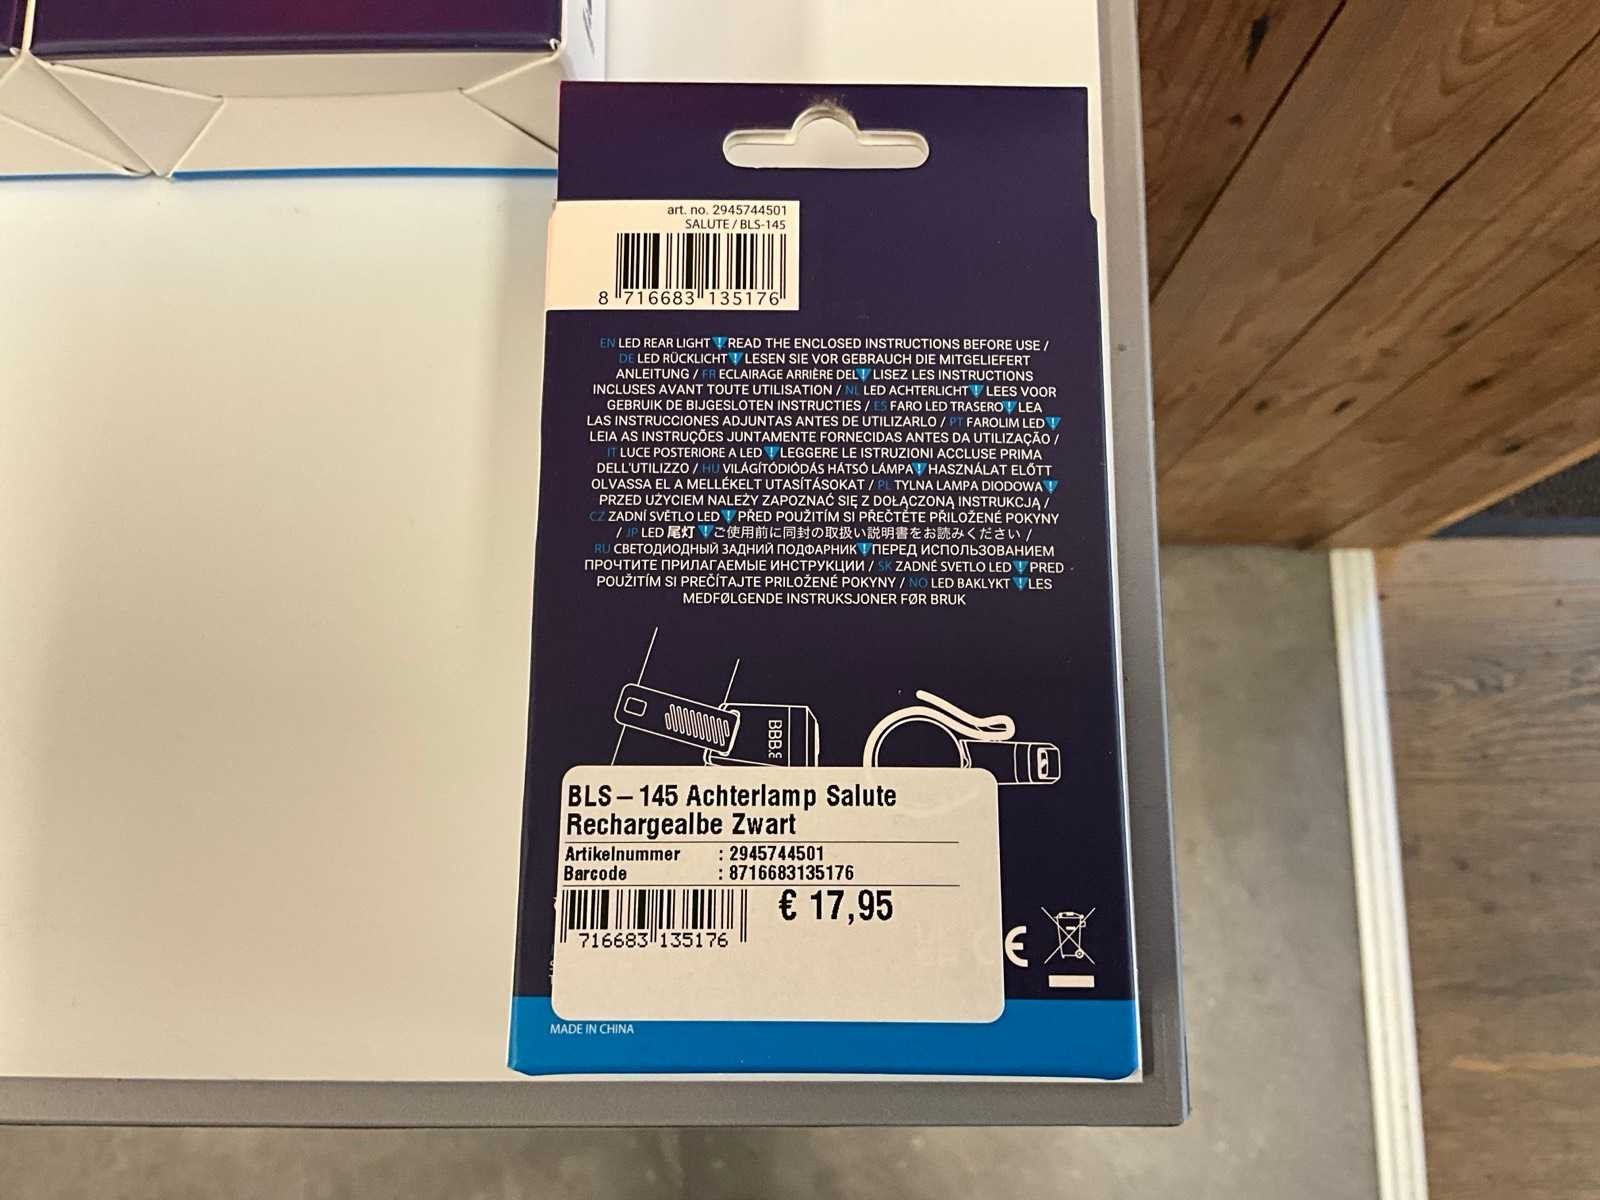 art. no. 2945744501
SALUTE / BLS-145
8 716683 135176
EN LED REAR LIGHT ! READ THE ENCLOSED INSTRUCTIONS BEFORE USE /
DE LED RÜCKLICHT ! LESEN SIE VOR GEBRAUCH DIE MITGELIEFERT
ANLEITUNG / FR ECLAIRAGE ARRIÈRE DEL ! LISEZ LES INSTRUCTIONS
INCLUSES AVANT TOUTE UTILISATION / NL LED ACHTERLICHT ! LEES VOOR
GEBRUIK DE BIJGESLOTEN INSTRUCTIES / ES FARO LED TRASERO ! LEA
LAS INSTRUCCIONES ADJUNTAS ANTES DE UTILIZARLO / PT FAROLIM LED !
LEIA AS INSTRUÇÕES JUNTAMENTE FORNECIDAS ANTES DA UTILIZAÇÃO /
IT LUCE POSTERIORE A LED ! LEGGERE LE ISTRUZIONI ACCLUSE PRIMA
DELL'UTILIZZO / HU VILÁGÍTÓDIÓDÁS HÁTSÓ LÁMPA ! HASZNÁLAT ELŐTT
OLVASSA EL A MELLÉKELT UTASÍTÁSOKAT / PL TYLNA LAMPA DIODOWA !
PRZED UŻYCIEM NALEŻY ZAPOZNAĆ SIĘ Z DOŁĄCZONĄ INSTRUKCJĄ /
CZ ZADNÍ SVĚTLO LED ! PŘED POUŽITÍM SI PŘEČTĚTE PŘILOŽENÉ POKYNY
/ JP LED 尾灯 ! ご使用前に同封の取扱い説明書をお読みください /
RU СВЕТОДИОДНЫЙ ЗАДНИЙ ПОДФАРНИК ! ПЕРЕД ИСПОЛЬЗОВАНИЕМ
ПРОЧТИТЕ ПРИЛАГАЕМЫЕ ИНСТРУКЦИИ / SK ZADNÉ SVETLO LED ! PRED
POUŽITÍM SI PREČÍTAJTE PRILOŽENÉ POKYNY / NO LED BAKLYKT ! LES
MEDFØLGENDE INSTRUKSJONER FØR BRUK
BBB
BLS-145 Achterlamp Salute
Rechargealbe Zwart
Artikelnummer : 2945744501
Barcode : 8716683135176
€ 17,95
716683 135176
CE
MADE IN CHINA